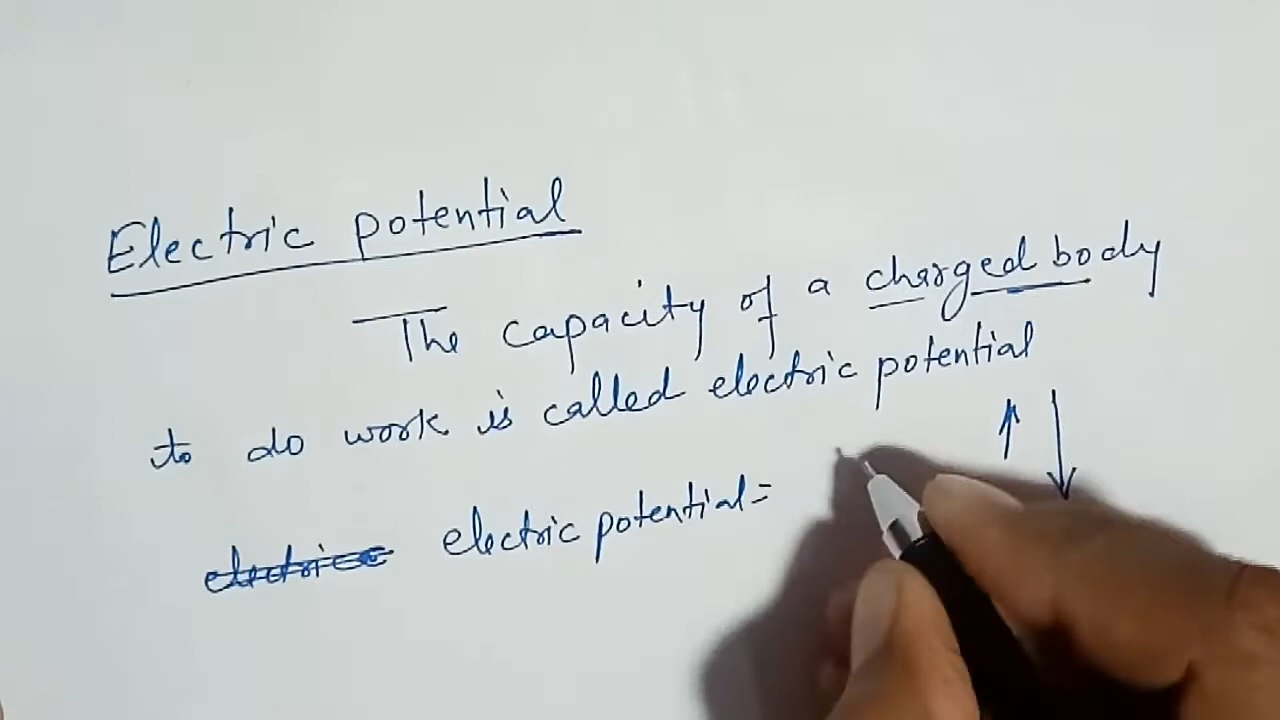 Electric potential
The capacity of a charged body
to do work is called electric potential
electric potential=